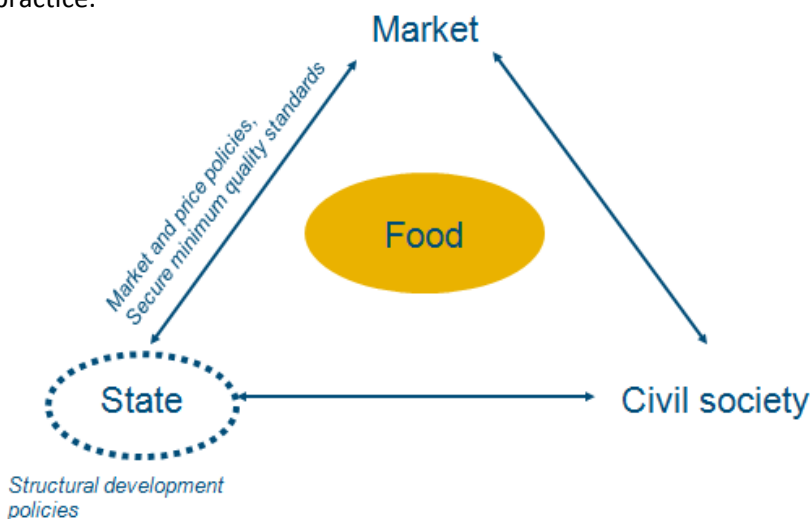 practice.
Market
Market and price policies,
Secure minimum quality standards
Food
State
Civil society
Structural development
policies